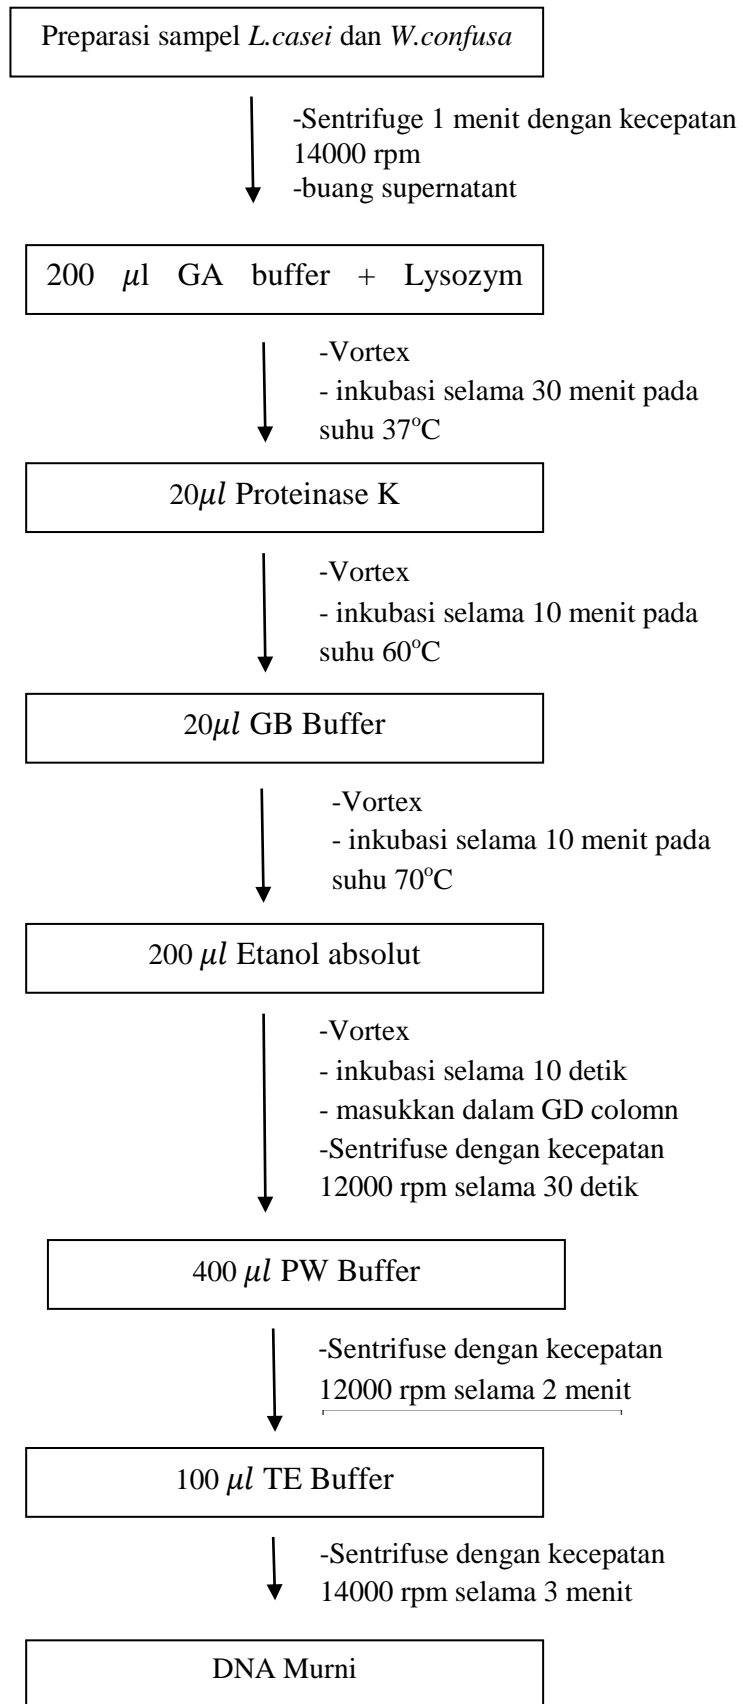 Preparasi sampel L.casei dan W.confusa
-Sentrifuge 1 menit dengan kecepatan
14000 rpm
-buang supernatant
200 μl GA buffer + Lysozym
-Vortex
- inkubasi selama 30 menit pada
suhu 37°C
20μl Proteinase K
-Vortex
- inkubasi selama 10 menit pada
suhu 60°C
20μl GB Buffer
-Vortex
- inkubasi selama 10 menit pada
suhu 70°C
200 μl Etanol absolut
-Vortex
- inkubasi selama 10 detik
- masukkan dalam GD colomn
-Sentrifuse dengan kecepatan
12000 rpm selama 30 detik
400 μl PW Buffer
-Sentrifuse dengan kecepatan
12000 rpm selama 2 menit
100 μl TE Buffer
-Sentrifuse dengan kecepatan
14000 rpm selama 3 menit
DNA Murni